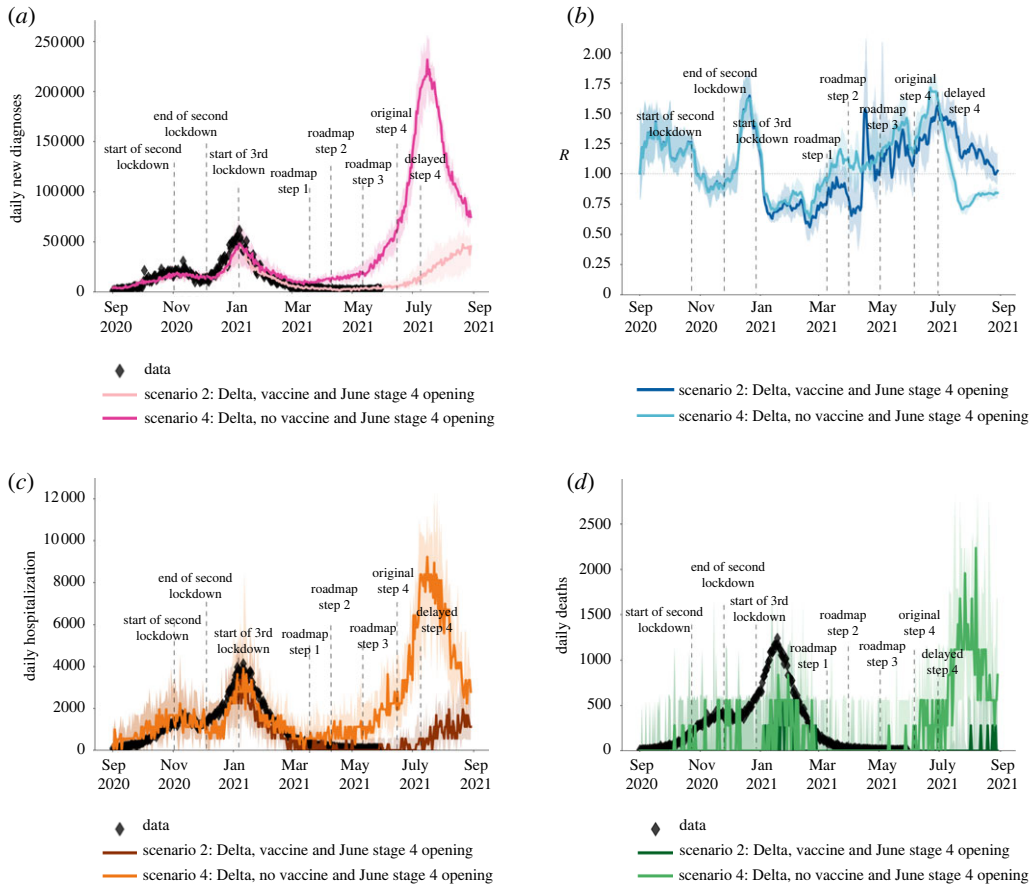 (a)
daily new diagnoses
250000
200000
150000
100000
50000
0
end of second
lockdown
start of second
lockdown
start of 3rd
lockdown
roadmap
step 1
roadmap
step 2
roadmap
step 3
original
step 4
delayed
step 4
Sep
2020
Nov
2020
Jan
2021
Mar
2021
May
2021
July
2021
Sep
2021
data
scenario 2: Delta, vaccine and June stage 4 opening
scenario 4: Delta, no vaccine and June stage 4 opening
(b)
R
2.00
1.75
1.50
1.25
1.00
0.75
0.50
0.25
0
end of second
lockdown
start of second
lockdown
start of 3rd
lockdown
roadmap
step 1
roadmap
step 2
roadmap
step 3
original
step 4
delayed
step 4
Sep
2020
Nov
2020
Jan
2021
Mar
2021
May
2021
July
2021
Sep
2021
scenario 2: Delta, vaccine and June stage 4 opening
scenario 4: Delta, no vaccine and June stage 4 opening
(c)
daily hospitalization
12000
10000
8000
6000
4000
2000
0
end of second
lockdown
start of second
lockdown
start of 3rd
lockdown
roadmap
step 1
roadmap
step 2
roadmap
step 3
original
step 4
delayed
step 4
Sep
2020
Nov
2020
Jan
2021
Mar
2021
May
2021
July
2021
Sep
2021
data
scenario 2: Delta, vaccine and June stage 4 opening
scenario 4: Delta, no vaccine and June stage 4 opening
(d)
daily deaths
2500
2000
1500
1000
500
0
end of second
lockdown
start of second
lockdown
start of 3rd
lockdown
roadmap
step 1
roadmap
step 2
roadmap
step 3
original
step 4
delayed
step 4
Sep
2020
Nov
2020
Jan
2021
Mar
2021
May
2021
July
2021
Sep
2021
data
scenario 2: Delta, vaccine and June stage 4 opening
scenario 4: Delta, no vaccine and June stage 4 opening